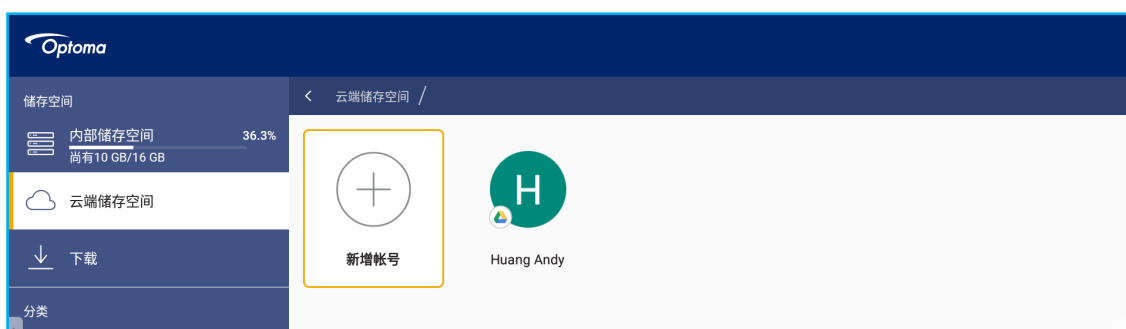 Optoma
储存空间
云端储存空间 /
内部储存空间 36.3%
尚有10 GB/16 GB
云端储存空间
下载
分类
H
新增帐号
Huang Andy